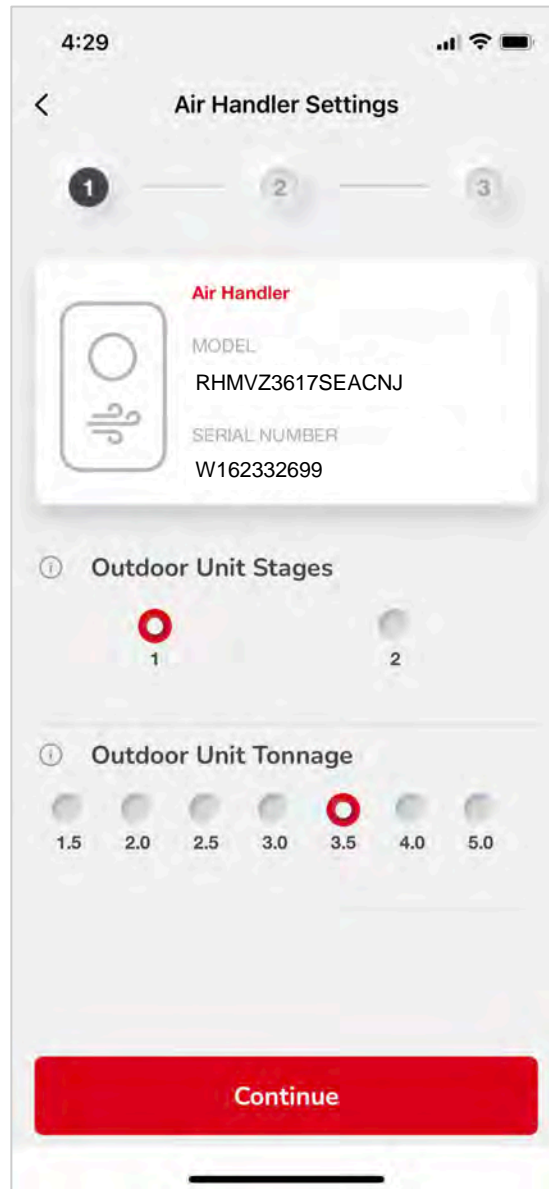 4:29
Air Handler Settings
1 2 3
Air Handler
MODEL
RHMVZ3617SEACNJ
SERIAL NUMBER
W162332699
Outdoor Unit Stages
1 2
Outdoor Unit Tonnage
1.5 2.0 2.5 3.0 3.5 4.0 5.0
Continue